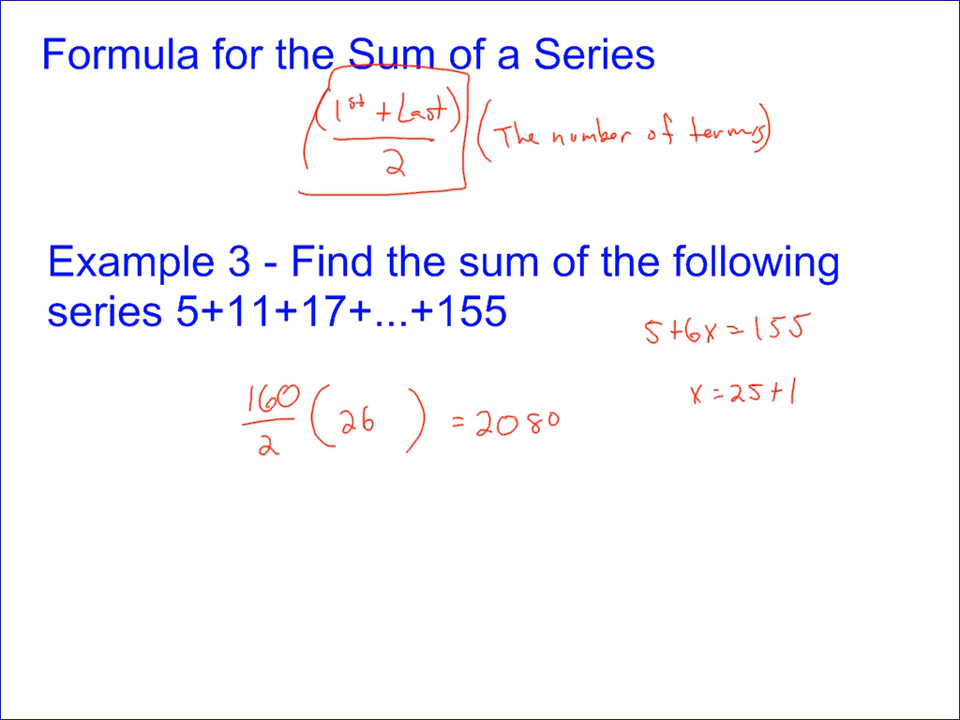 Formula for the Sum of a Series
(1st + Last)
2
(The number of terms)
Example 3 - Find the sum of the following
series 5+11+17+...+155
5+6x=155
x=25+1
160
2
(26) =2080